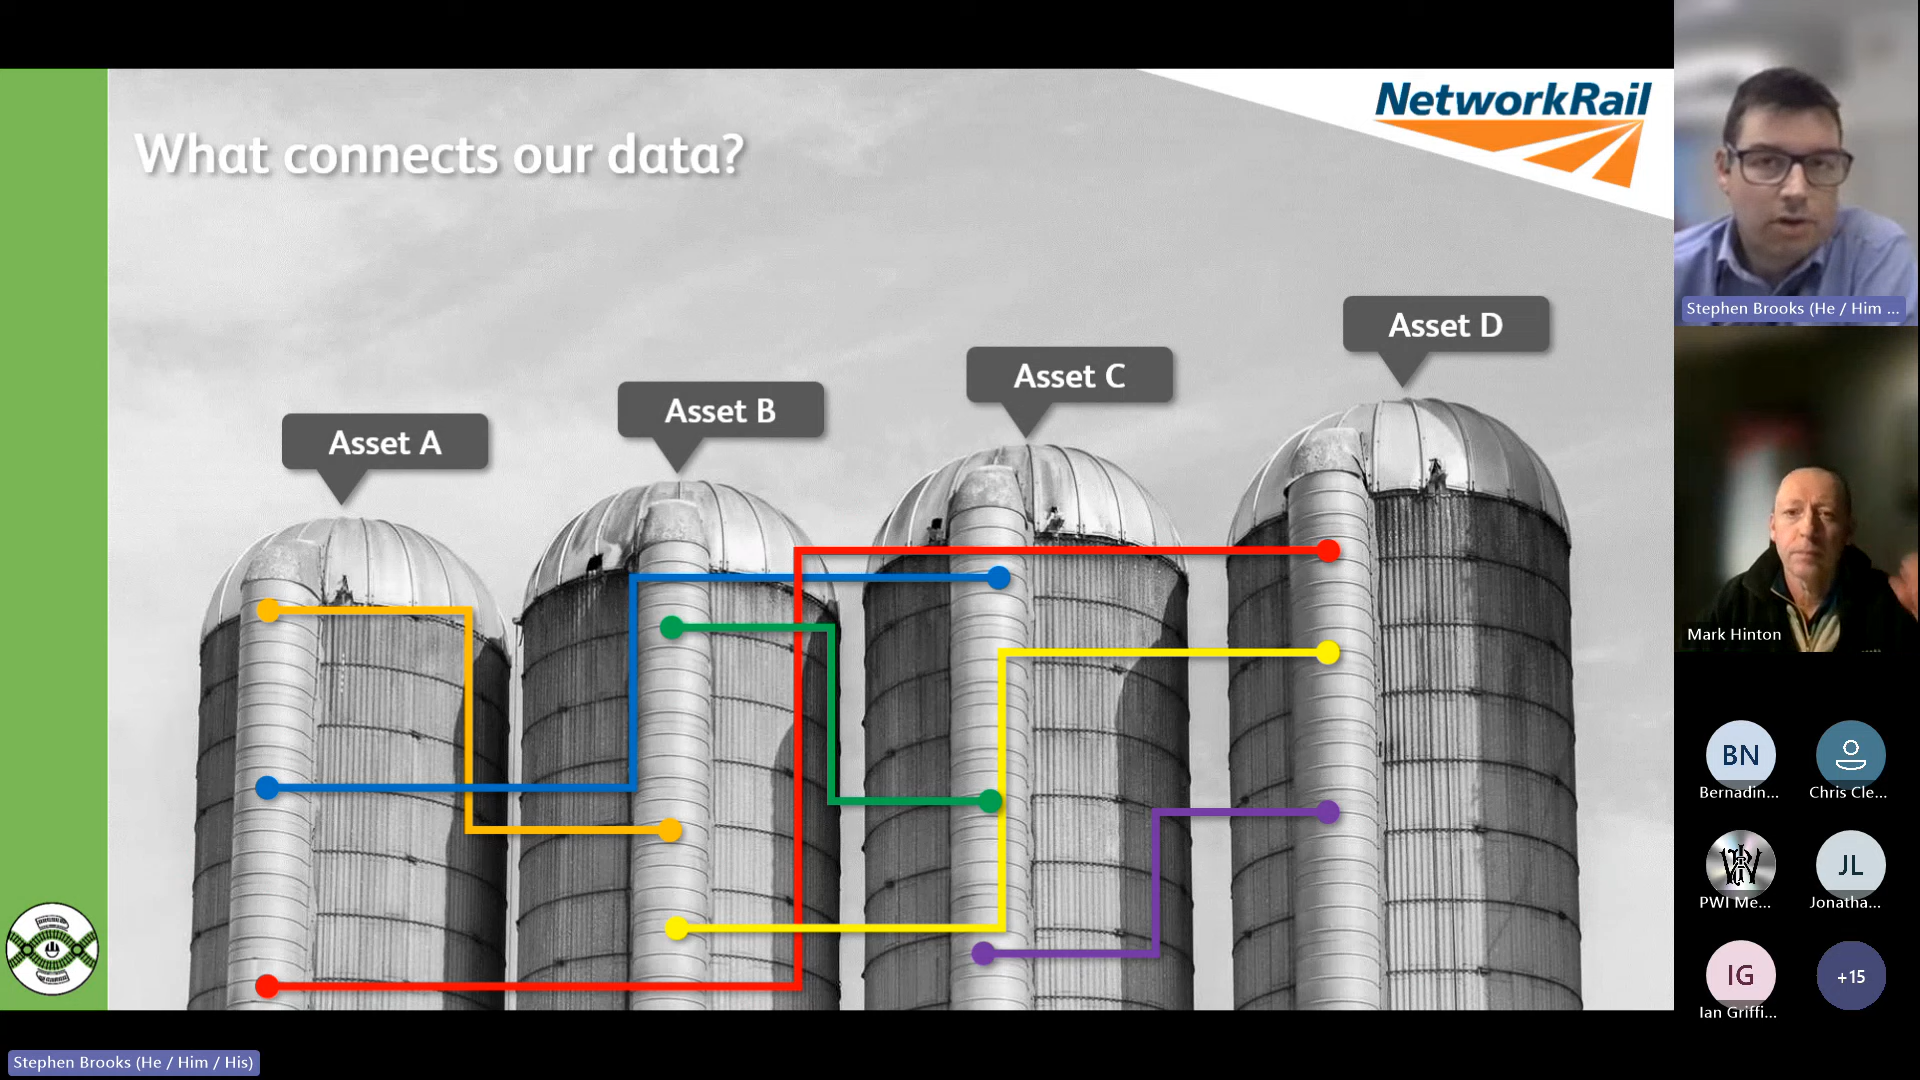 What connects our data?
NetworkRail
Asset A
Asset B
Asset C
Asset D
Stephen Brooks (He / Him ...
Mark Hinton
BN
Bernadin...
Chris Cle...
PWI Me...
JL
Jonatha...
IG
Ian Griffi...
+15
Stephen Brooks (He / Him / His)